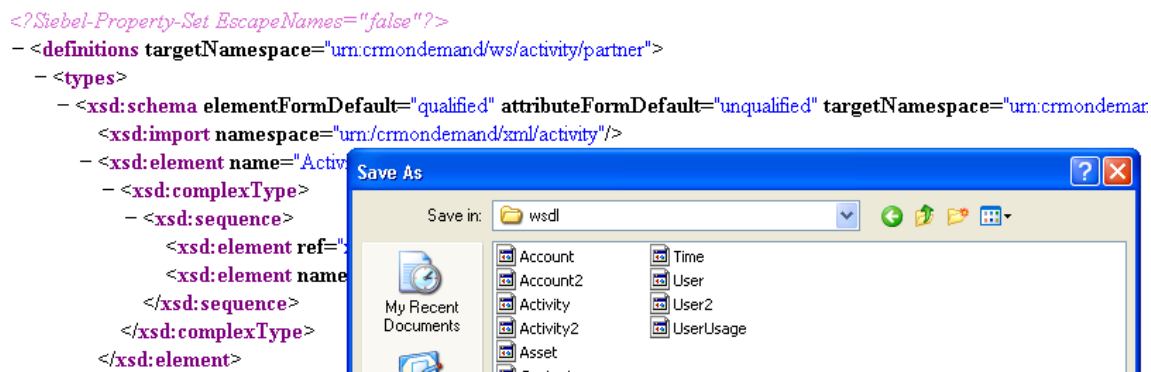 <?Siebel-Property-Set EscapeNames="false"?>
− <definitions targetNamespace="urn:crmondemand/ws/activity/partner">
− <types>
− <xsd:schema elementFormDefault="qualified" attributeFormDefault="unqualified" targetNamespace="urn:crmondemar
<xsd:import namespace="urn:/crmondemand/xml/activity"/>
− <xsd:element name="Activ
− <xsd:complexType>
− <xsd:sequence>
<xsd:element ref="
<xsd:element name
</xsd:sequence>
</xsd:complexType>
</xsd:element>
Save As
Save in: wsdl
My Recent Documents
Account
Account2
Activity
Activity2
Asset
Time
User
User2
UserUsage